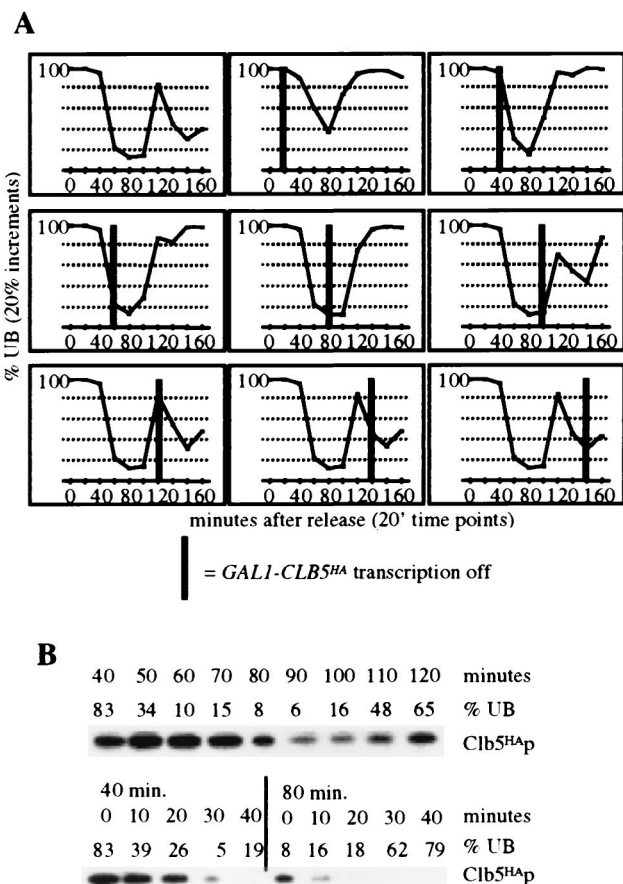 A
% UB (20% increments)
100 100 100
0 40 80 120 160 0 40 80 120 160 0 40 80 120 160
100 100 100
0 40 80 120 160 0 40 80 120 160 0 40 80 120 160
100 100 100
0 40 80 120 160 0 40 80 120 160 0 40 80 120 160
minutes after release (20' time points)
= GAL1-CLB5HA transcription off
B
40 50 60 70 80 90 100 110 120 minutes
83 34 10 15 8 6 16 48 65 % UB
Clb5HAp
40 min. 80 min.
0 10 20 30 40 0 10 20 30 40 minutes
83 39 26 5 19 8 16 18 62 79 % UB
Clb5HAp